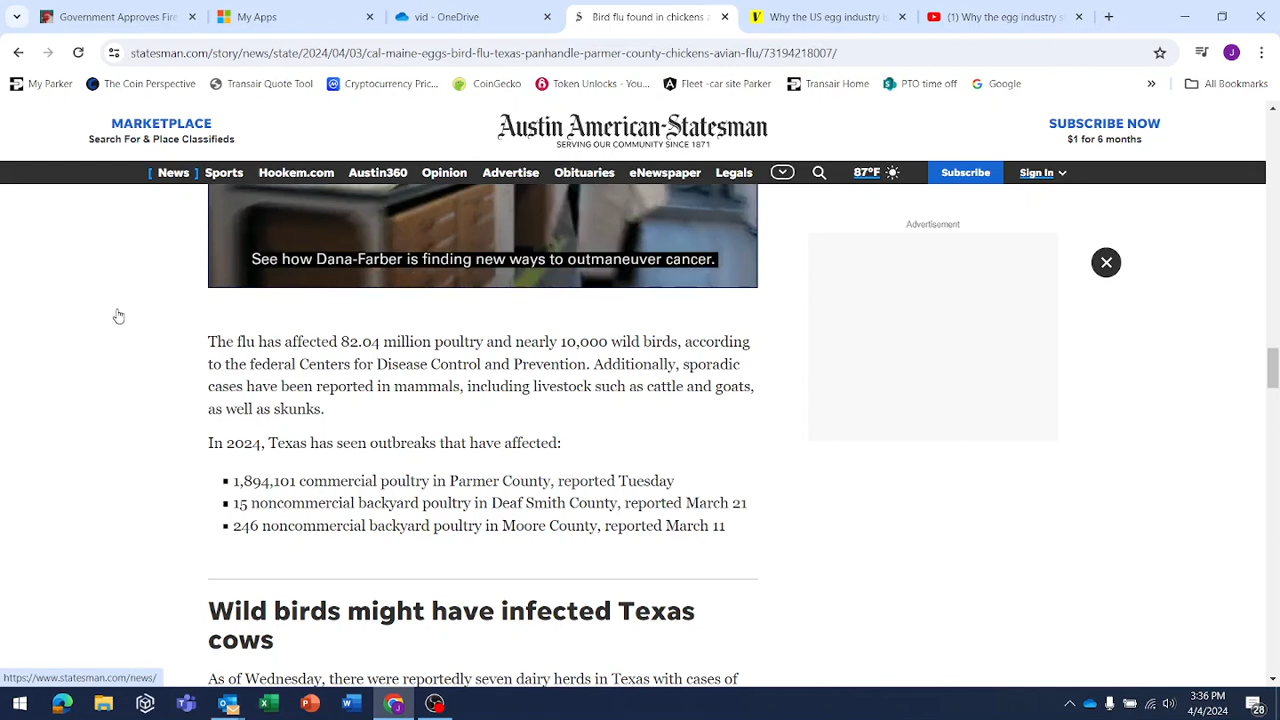 Government Approves Fire
My Apps
vid - OneDrive
Bird flu found in chickens a
Why the US egg industry i
(1) Why the egg industry s
statesman.com/story/news/state/2024/04/03/cal-maine-eggs-bird-flu-texas-panhandle-parmer-county-chickens-avian-flu/73194218007/
My Parker
The Coin Perspective
Transair Quote Tool
Cryptocurrency Pric...
CoinGecko
Token Unlocks - You...
Fleet -car site Parker
Transair Home
PTO time off
Google
All Bookmarks
MARKETPLACE
Search For & Place Classifieds
Austin American-Statesman
SERVING OUR COMMUNITY SINCE 1871
SUBSCRIBE NOW
$1 for 6 months
[ News ] Sports Hookem.com Austin360 Opinion Advertise Obituaries eNewspaper Legals 87°F Subscribe Sign In
Advertisement
See how Dana-Farber is finding new ways to outmaneuver cancer.
The flu has affected 82.04 million poultry and nearly 10,000 wild birds, according
to the federal Centers for Disease Control and Prevention. Additionally, sporadic
cases have been reported in mammals, including livestock such as cattle and goats,
as well as skunks.
In 2024, Texas has seen outbreaks that have affected:
▪ 1,894,101 commercial poultry in Parmer County, reported Tuesday
▪ 15 noncommercial backyard poultry in Deaf Smith County, reported March 21
▪ 246 noncommercial backyard poultry in Moore County, reported March 11
Wild birds might have infected Texas
cows
As of Wednesday, there were reportedly seven dairy herds in Texas with cases of
https://www.statesman.com/news/
3:36 PM
4/4/2024
28